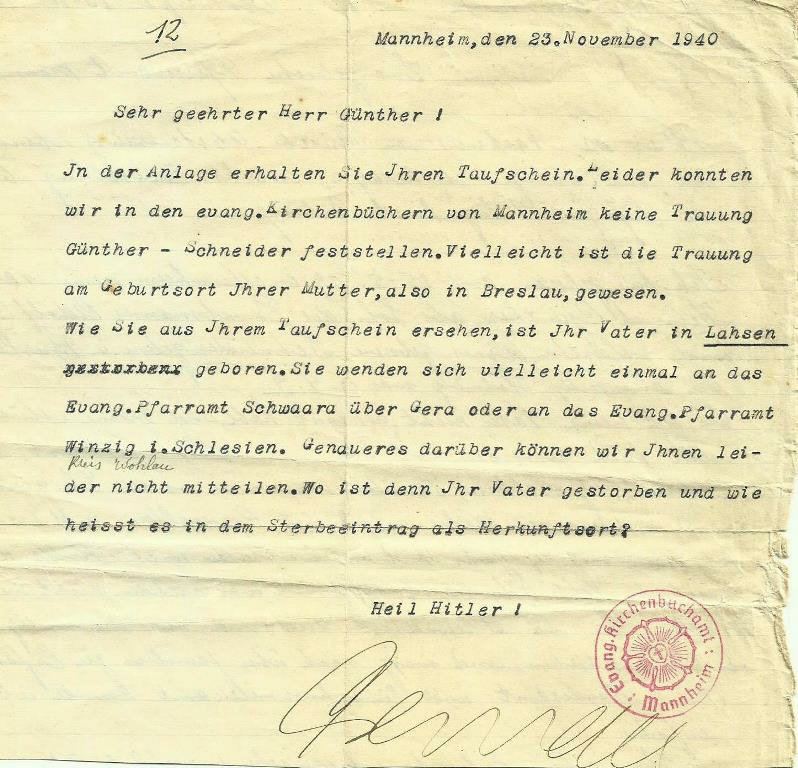 12
Mannheim,den 23.November 1940
Sehr geehrter Herr Günther !
Jn der Anlage erhalten Sie Jhren Taufschein.Leider konnten
wir in den evang.Kirchenbüchern von Mannheim keine Trauung
Günther - Schneider feststellen.Vielleicht ist die Trauung
am Geburtsort Jhrer Mutter,also in Breslau,gewesen.
Wie Sie aus Jhrem Taufschein ersehen,ist Jhr Vater in Lahsen
gestorben geboren.Sie wenden sich vielleicht einmal an das
Evang.Pfarramt Schwaara über Gera oder an das Evang.Pfarramt
Winzig i.Schlesien. Genaueres darüber können wir Jhnen lei-
Kreis Wohlau
der nicht mitteilen.Wo ist denn Jhr Vater gestorben und wie
heisst es in dem Sterbeeintrag als Herkunftsort?
Heil Hitler !
Evang. Kirchenbuchamt : Mannheim :